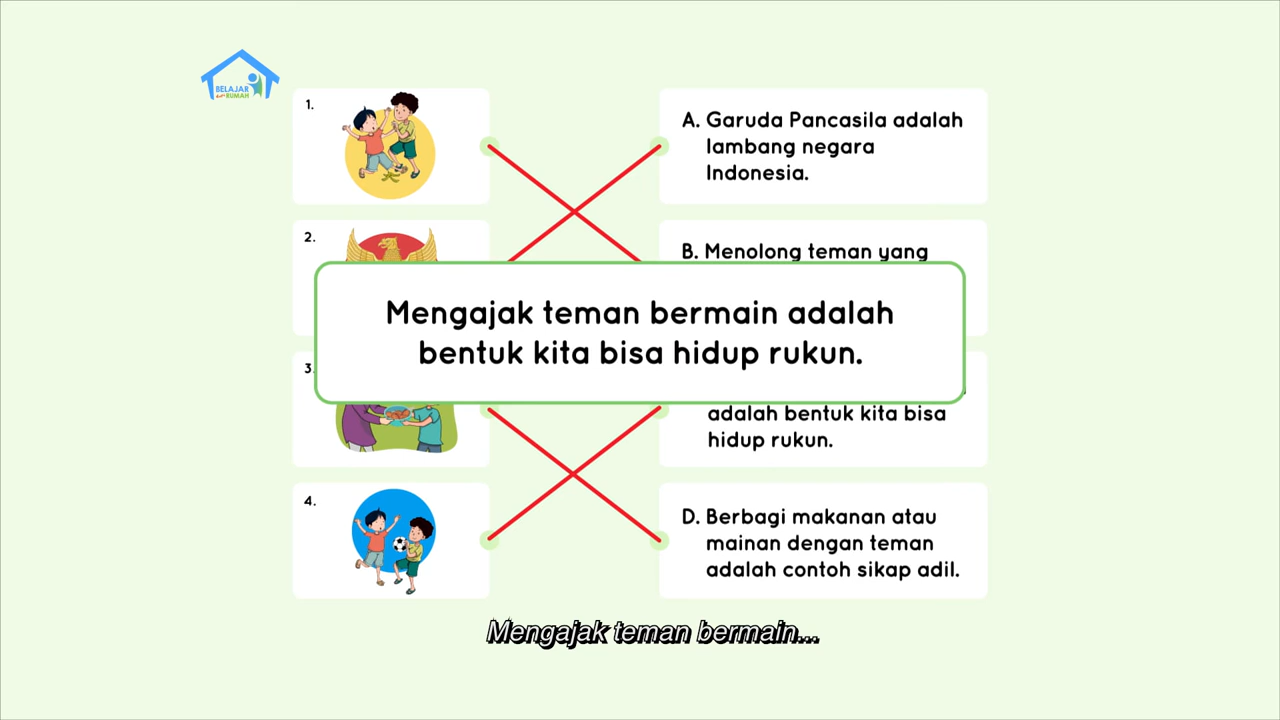 BELAJAR
dari RUMAH
1.
A. Garuda Pancasila adalah
lambang negara
Indonesia.
2.
B. Menolong teman yang
Mengajak teman bermain adalah
bentuk kita bisa hidup rukun.
3.
adalah bentuk kita bisa
hidup rukun.
4.
D. Berbagi makanan atau
mainan dengan teman
adalah contoh sikap adil.
Mengajak teman bermain...